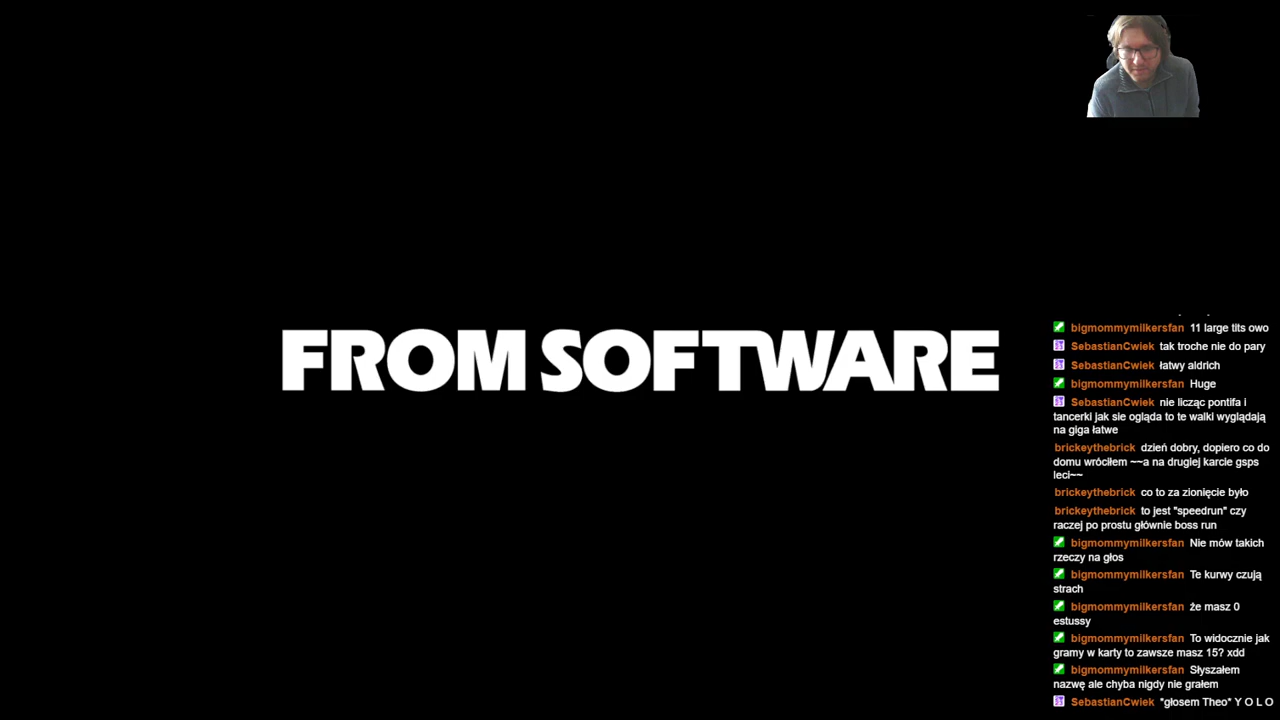 FROM SOFTWARE
bigmommymilkersfan 11 large tits owo
SebastianCwiek tak troche nie do pary
SebastianCwiek łatwy aldrich
bigmommymilkersfan Huge
SebastianCwiek nie licząc pontifa i
tancerki jak sie ogląda to te walki wyglądają
na giga łatwe
brickeythebrick dzień dobry, dopiero co do
domu wróciłem ~~a na drugiej karcie gsps
leci~~
brickeythebrick co to za zionięcie było
brickeythebrick to jest "speedrun" czy
raczej po prostu głównie boss run
bigmommymilkersfan Nie mów takich
rzeczy na głos
bigmommymilkersfan Te kurwy czują
strach
bigmommymilkersfan że masz 0
estussy
bigmommymilkersfan To widocznie jak
gramy w karty to zawsze masz 15? xdd
bigmommymilkersfan Słyszałem
nazwę ale chyba nigdy nie grałem
SebastianCwiek *głosem Theo* Y O L O